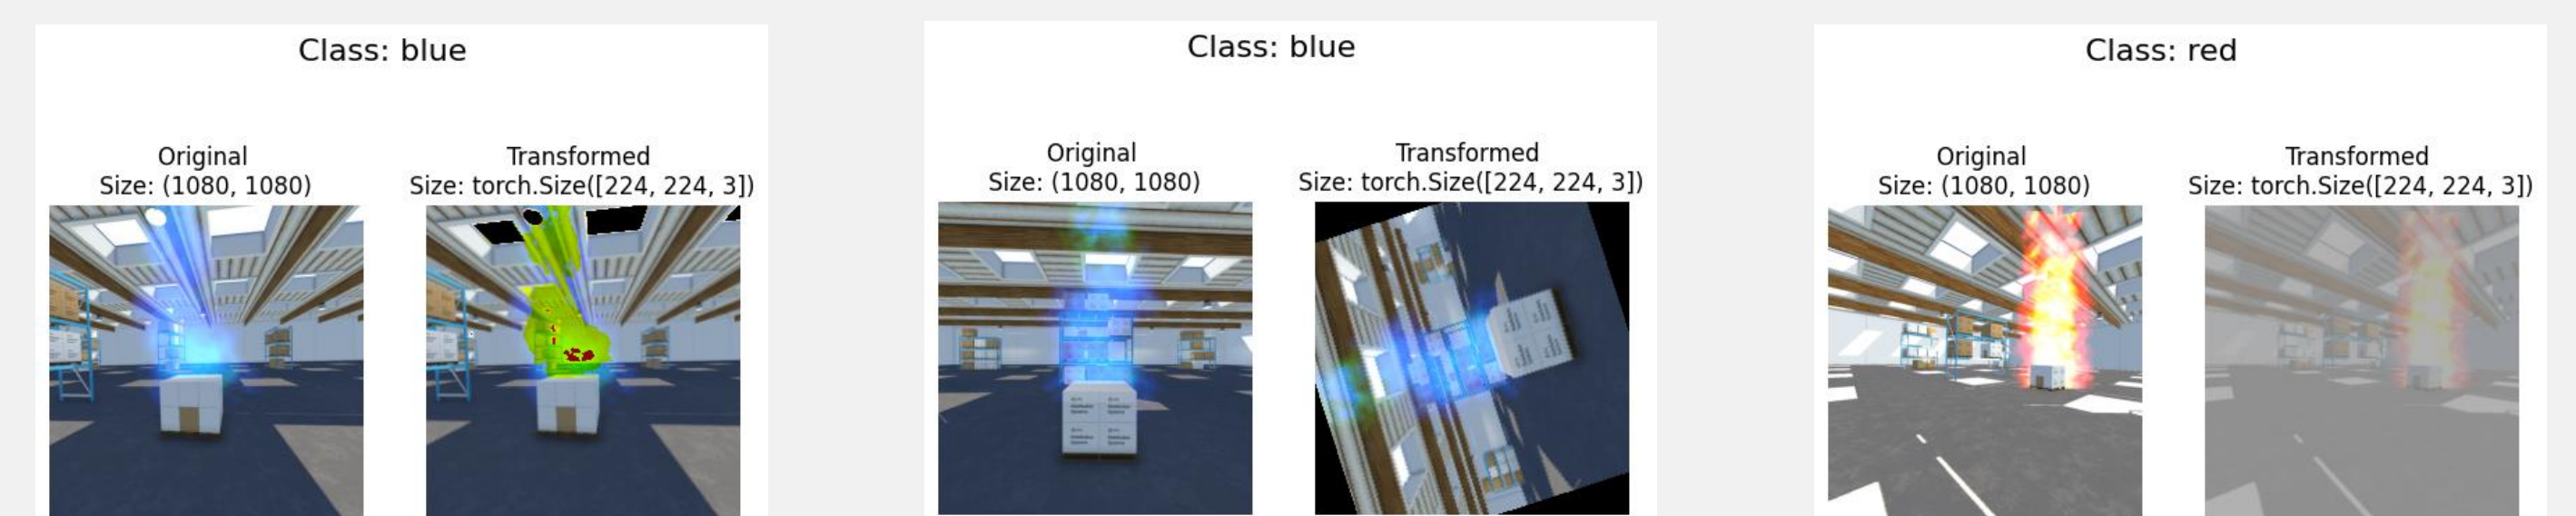 Class: blue
Original
Size: (1080, 1080)
Transformed
Size: torch.Size([224, 224, 3])
Class: blue
Original
Size: (1080, 1080)
Transformed
Size: torch.Size([224, 224, 3])
Class: red
Original
Size: (1080, 1080)
Transformed
Size: torch.Size([224, 224, 3])